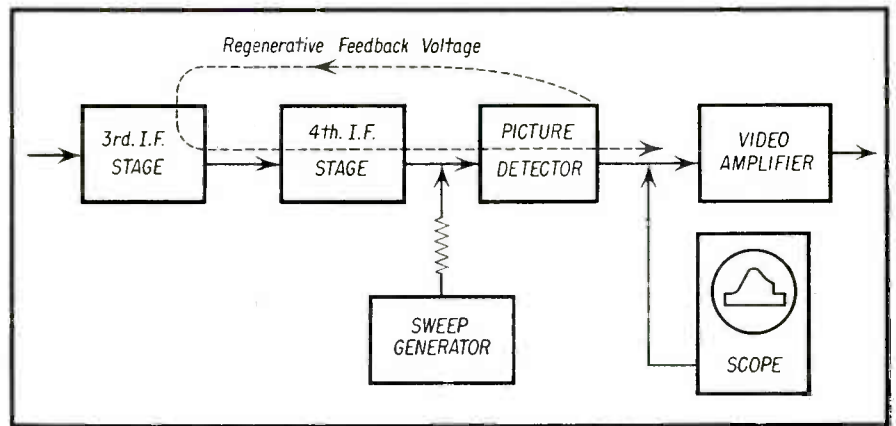 Regenerative Feedback Voltage
3rd. I.F.
STAGE
4th. I.F.
STAGE
PICTURE
DETECTOR
VIDEO
AMPLIFIER
SWEEP
GENERATOR
SCOPE